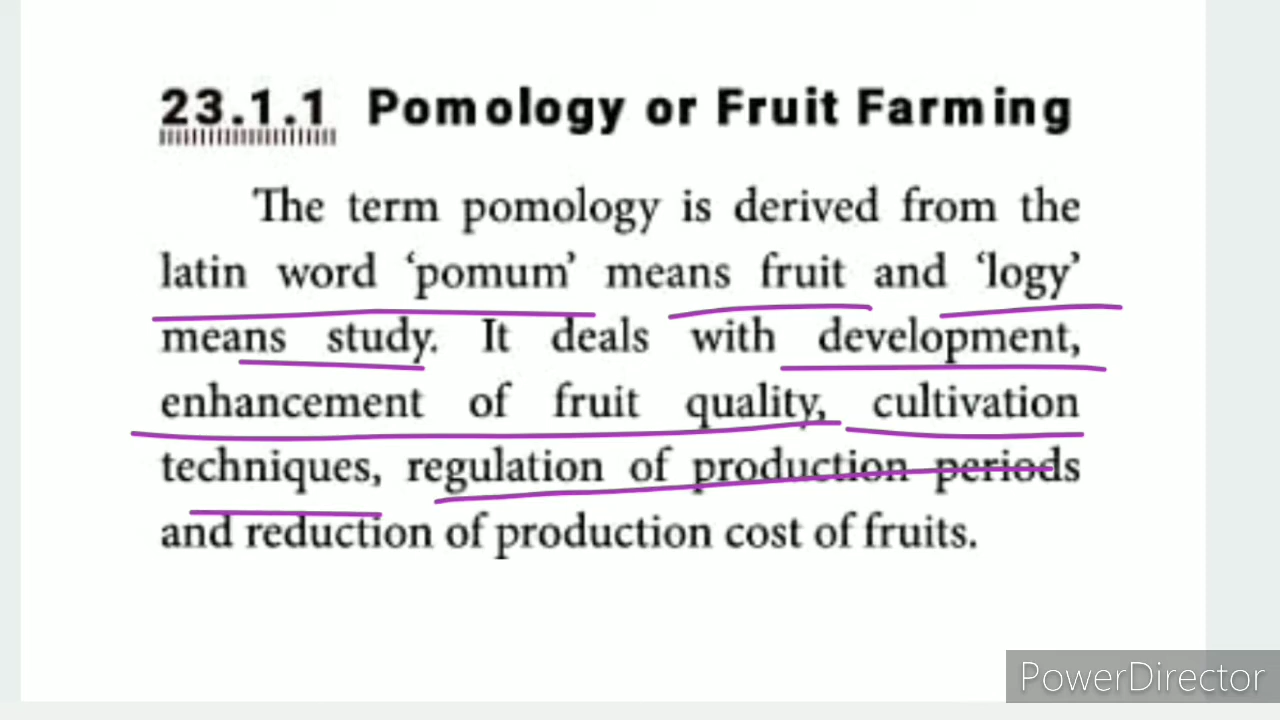 23.1.1 Pomology or Fruit Farming
The term pomology is derived from the
latin word ‘pomum’ means fruit and ‘logy’
means study. It deals with development,
enhancement of fruit quality, cultivation
techniques, regulation of production periods
and reduction of production cost of fruits.
PowerDirector